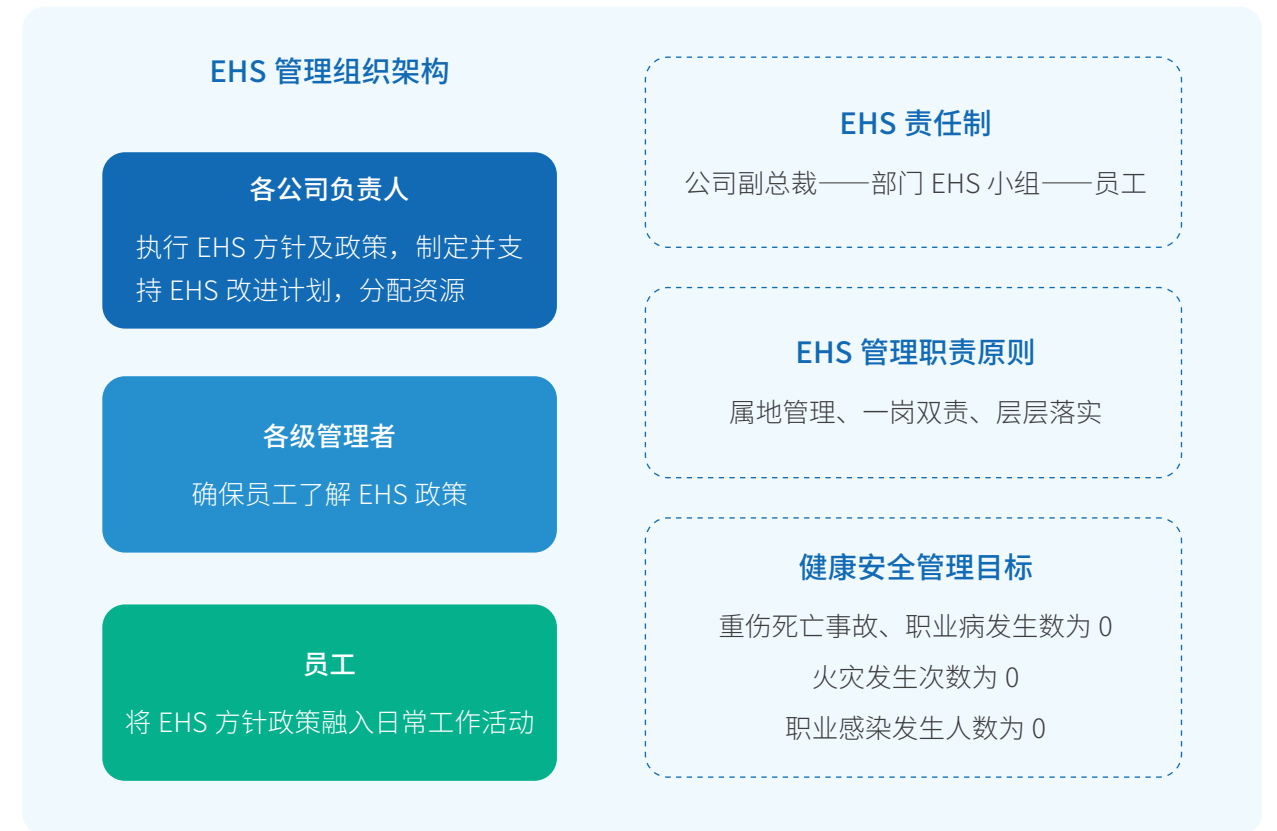 EHS 管理组织架构
各公司负责人
执行 EHS 方针及政策，制定并支
持 EHS 改进计划，分配资源
各级管理者
确保员工了解 EHS 政策
员工
将 EHS 方针政策融入日常工作活动
EHS 责任制
公司副总裁——部门 EHS 小组——员工
EHS 管理职责原则
属地管理、一岗双责、层层落实
健康安全管理目标
重伤死亡事故、职业病发生数为 0
火灾发生次数为 0
职业感染发生人数为 0